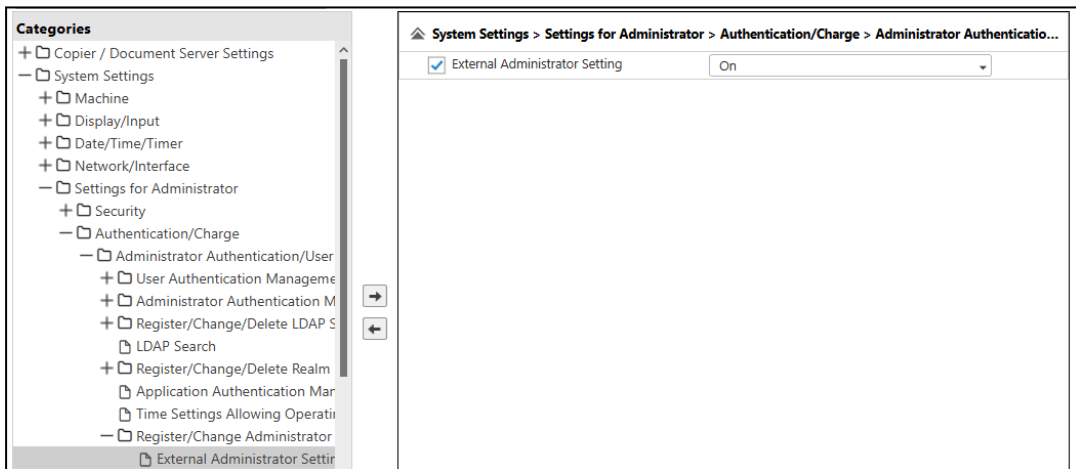 Categories
Copier / Document Server Settings
System Settings
Machine
Display/Input
Date/Time/Timer
Network/Interface
Settings for Administrator
Security
Authentication/Charge
Administrator Authentication/User
User Authentication Manageme
Administrator Authentication M
Register/Change/Delete LDAP S
LDAP Search
Register/Change/Delete Realm
Application Authentication Man
Time Settings Allowing Operatin
Register/Change Administrator
External Administrator Settin
System Settings > Settings for Administrator > Authentication/Charge > Administrator Authenticatio...
External Administrator Setting On